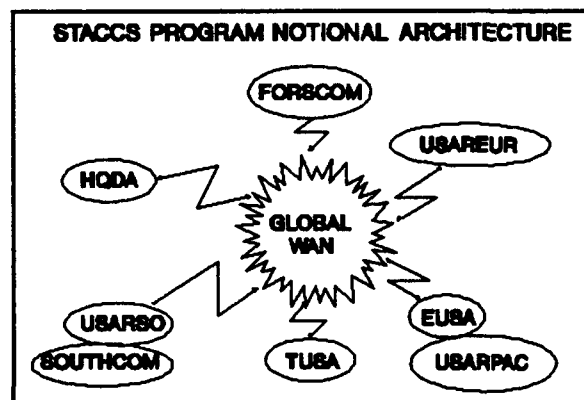 STACCS PROGRAM NOTIONAL ARCHITECTURE
FORSCOM
USAREUR
HQDA
GLOBAL
WAN
USARSO
SOUTHCOM
TUSA
EUSA
USARPAC